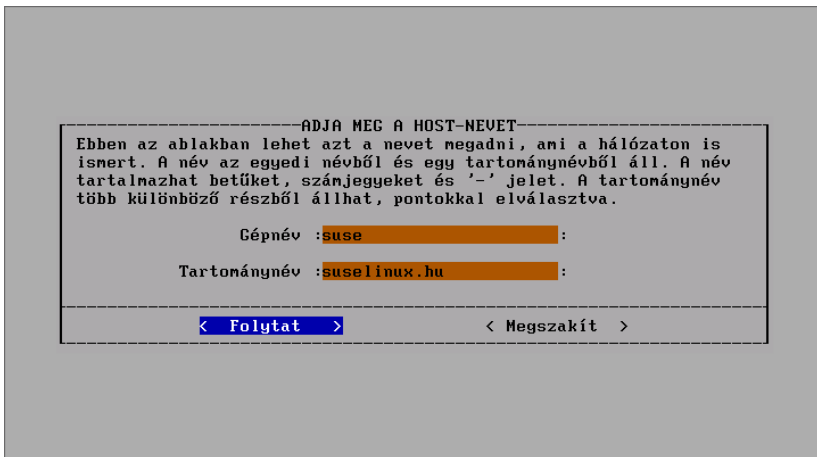 ADJA MEG A HOST-NEVET
Ebben az ablakban lehet azt a nevet megadni, ami a hálózaton is
ismert. A név az egyedi névből és egy tartománynévből áll. A név
tartalmazhat betűket, számjegyeket és '-' jelet. A tartománynév
több különböző részből állhat, pontokkal elválasztva.
Gépnév :suse :
Tartománynév :suselinux.hu :
< Folytat > < Megszakít >